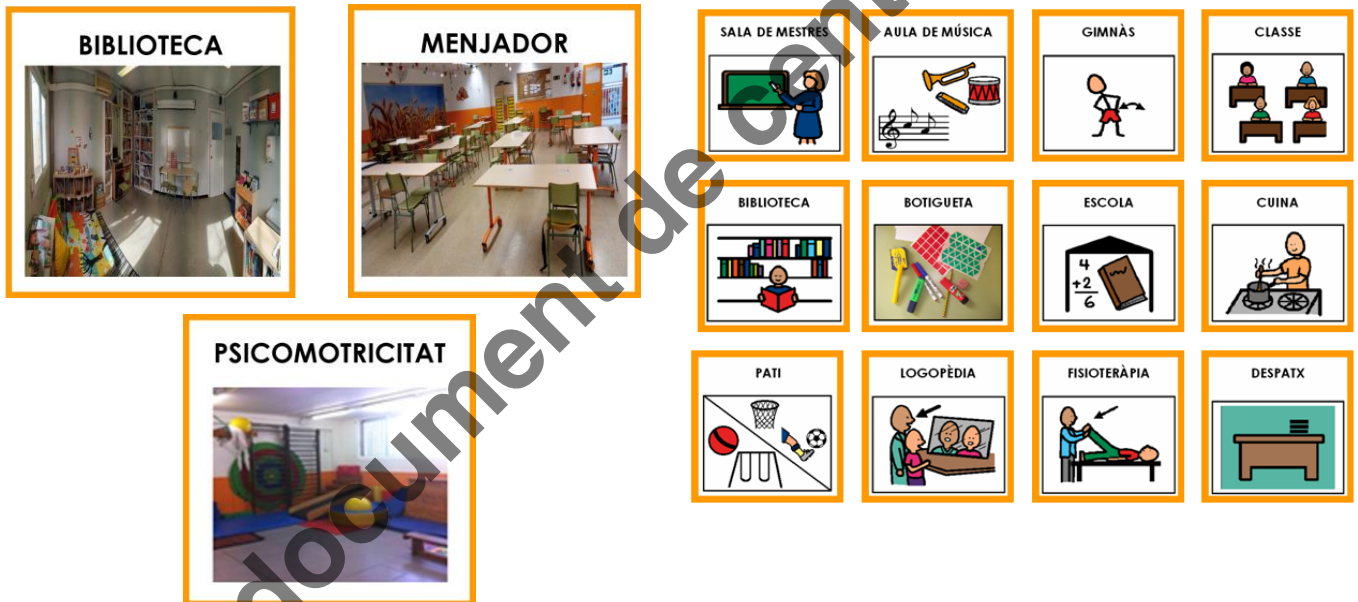 BIBLIOTECA
MENJADOR
PSICOMOTRICITAT
SALA DE MESTRES
AULA DE MÚSICA
GIMNÀS
CLASSE
BIBLIOTECA
BOTIGUETA
ESCOLA
CUINA
4
+2
6
PATI
LOGOPÈDIA
FISIOTERÀPIA
DESPATX
document de cent